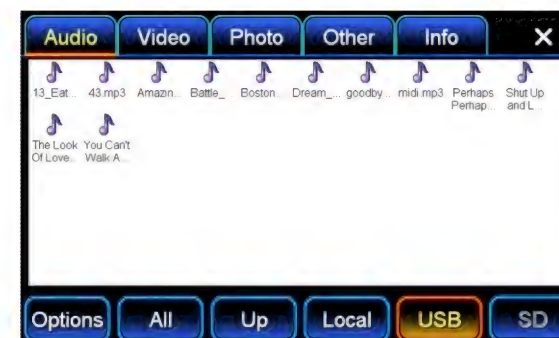 Audio Video Photo Other Info X
13_Eat... 43.mp3 Amazin... Battle_ Boston... Dream_... goodby... midi.mp3 Perhaps Shut Up
Perhap... and L...
The Look You Can't
Of Love... Walk A...
Options All Up Local USB SD